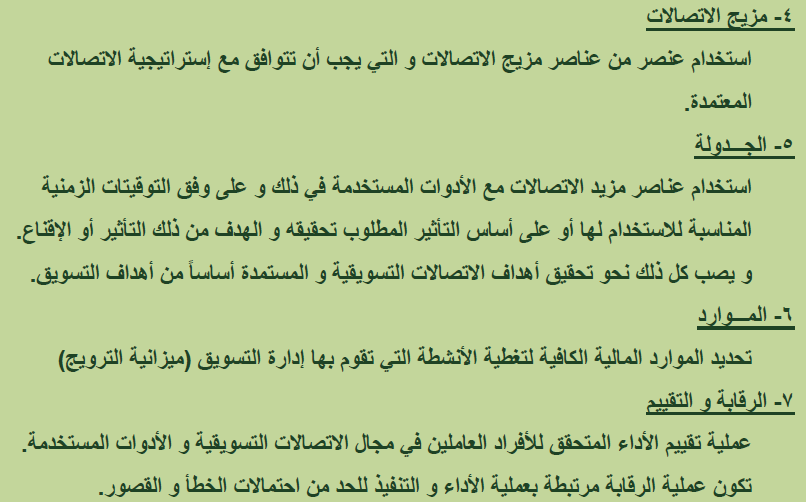 ٤- مزيج الاتصالات
استخدام عنصر من عناصر مزيج الاتصالات و التي يجب أن تتوافق مع إستراتيجية الاتصالات
المعتمدة.
٥- الجـــدولة
استخدام عناصر مزيد الاتصالات مع الأدوات المستخدمة في ذلك و على وفق التوقيتات الزمنية
المناسبة للاستخدام لها أو على أساس التأثير المطلوب تحقيقه و الهدف من ذلك التأثير أو الإقناع.
و يصب كل ذلك نحو تحقيق أهداف الاتصالات التسويقية و المستمدة أساساً من أهداف التسويق.
٦- المـــوارد
تحديد الموارد المالية الكافية لتغطية الأنشطة التي تقوم بها إدارة التسويق (ميزانية الترويج)
٧- الرقابة و التقييم
عملية تقييم الأداء المتحقق للأفراد العاملين في مجال الاتصالات التسويقية و الأدوات المستخدمة.
تكون عملية الرقابة مرتبطة بعملية الأداء و التنفيذ للحد من احتمالات الخطأ و القصور.